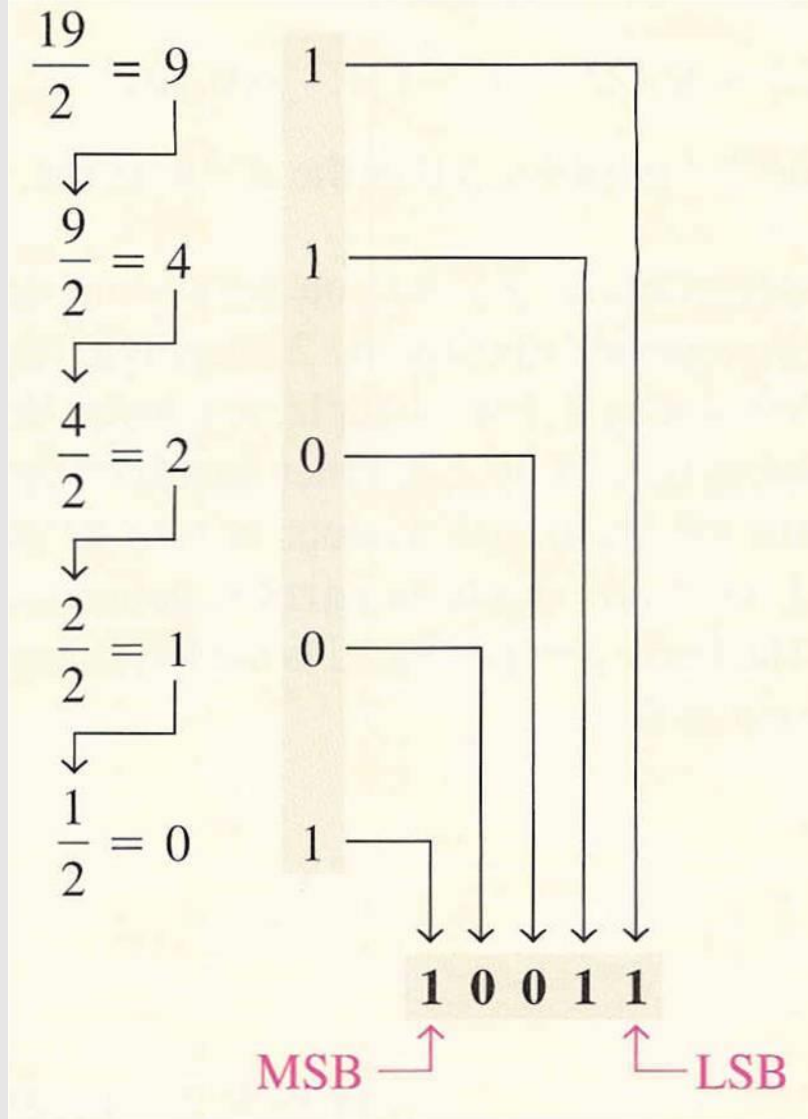 19/2 = 9 1
9/2 = 4 1
4/2 = 2 0
2/2 = 1 0
1/2 = 0 1
1 0 0 1 1
MSB LSB